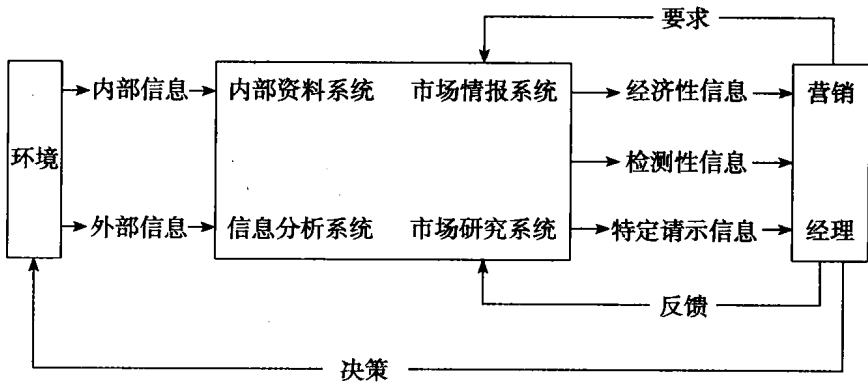 要求
内部信息 内部资料系统 市场情报系统 经济性信息 营销
环境 检测性信息
外部信息 信息分析系统 市场研究系统 特定请示信息 经理
反馈
决策